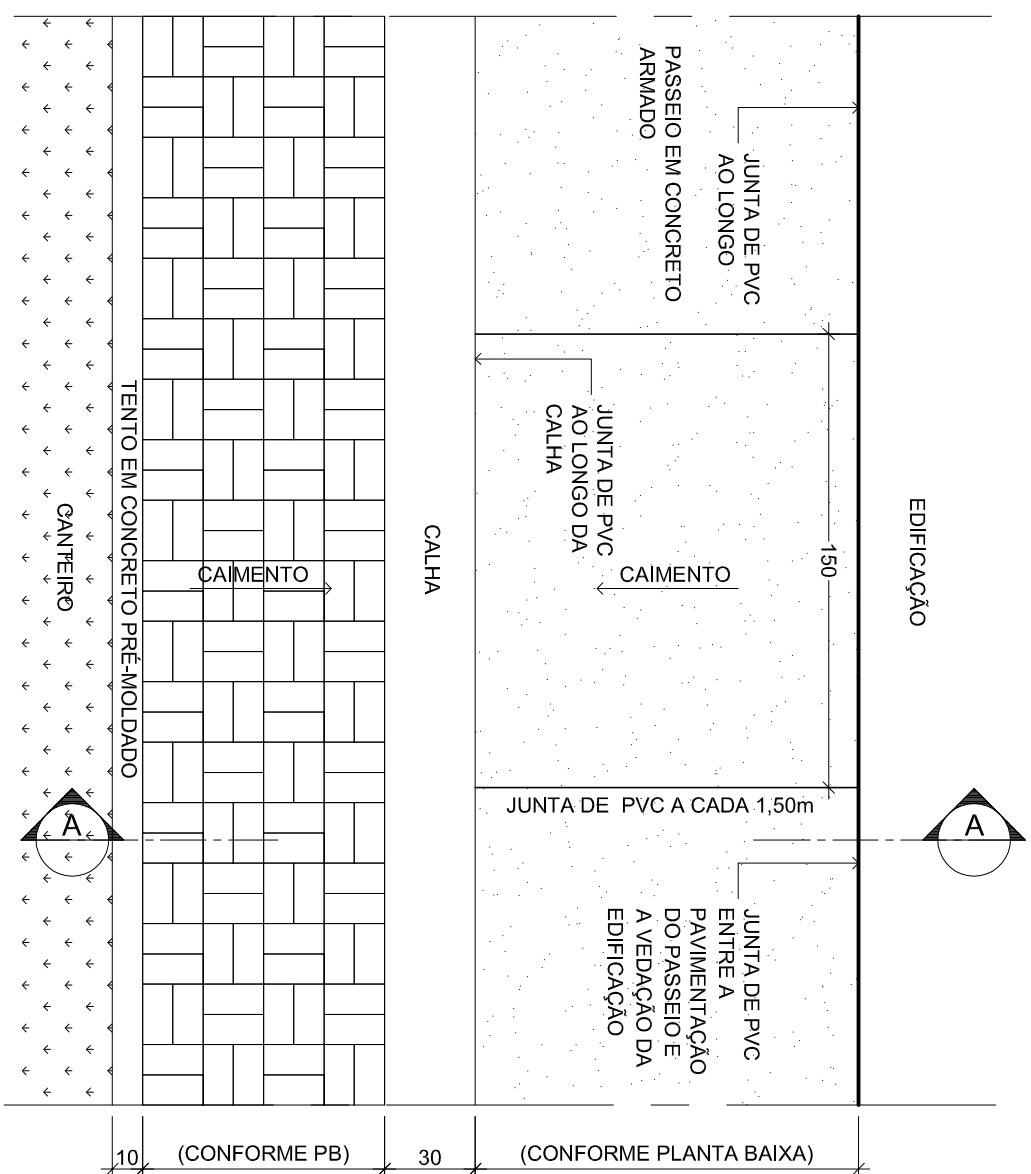 PASSEIO EM CONCRETO
ARMADO
JUNTA DE PVC
AO LONGO
JUNTA DE PVC
AO LONGO DA
CALHA
TENTO EM CONCRETO PRÉ-MOLDADO
CANTEIRO
CAIMENTO
CALHA
CAIMENTO
150
EDIFICAÇÃO
JUNTA DE PVC A CADA 1,50m
A
A
JUNTA DE PVC
ENTRE A
PAVIMENTAÇÃO
DO PASSEIO E
A VEDAÇÃO DA
EDIFICAÇÃO
10
(CONFORME PB)
30
(CONFORME PLANTA BAIXA)